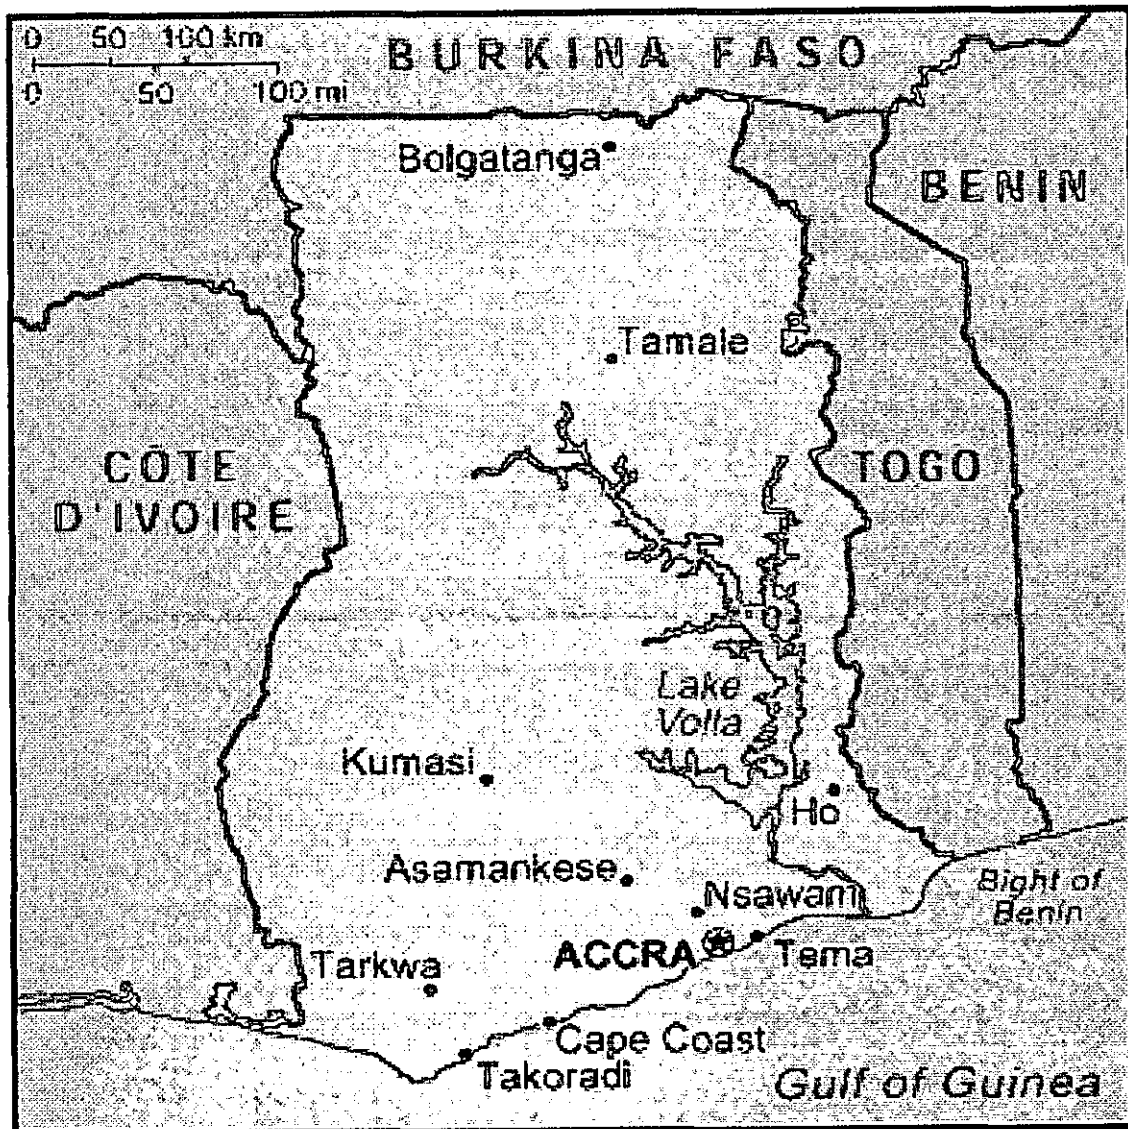 0 50 100 km
0 50 100 mi
BURKINA FASO
Bolgatanga
BENIN
Tamale
CÔTE
D'IVOIRE
TOGO
Lake
Volta
Kumasi
Ho
Asamankese
Nsawam
Bight of
Benin
ACCRA
Tema
Tarkwa
Cape Coast
Takoradi
Gulf of Guinea